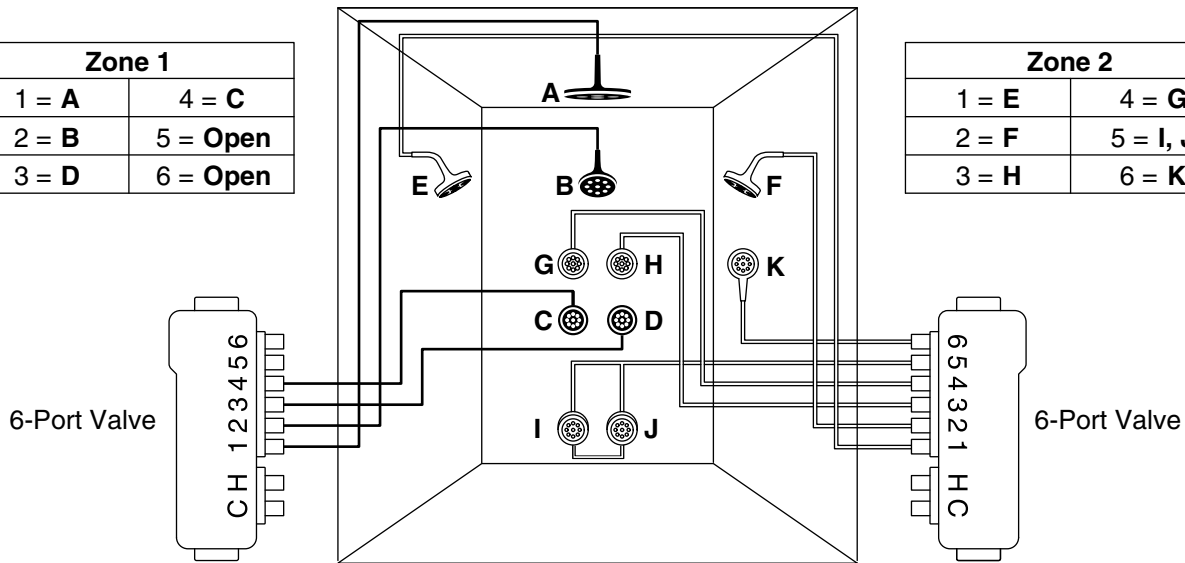 Zone 1
1 = A 4 = C
2 = B 5 = Open
3 = D 6 = Open
Zone 2
1 = E 4 = G
2 = F 5 = I,
3 = H 6 = K
A
E
B
F
G
H
K
C
D
I
J
6-Port Valve
1 2 3 4 5 6
C H
6-Port Valve
6 5 4 3 2 1
H C